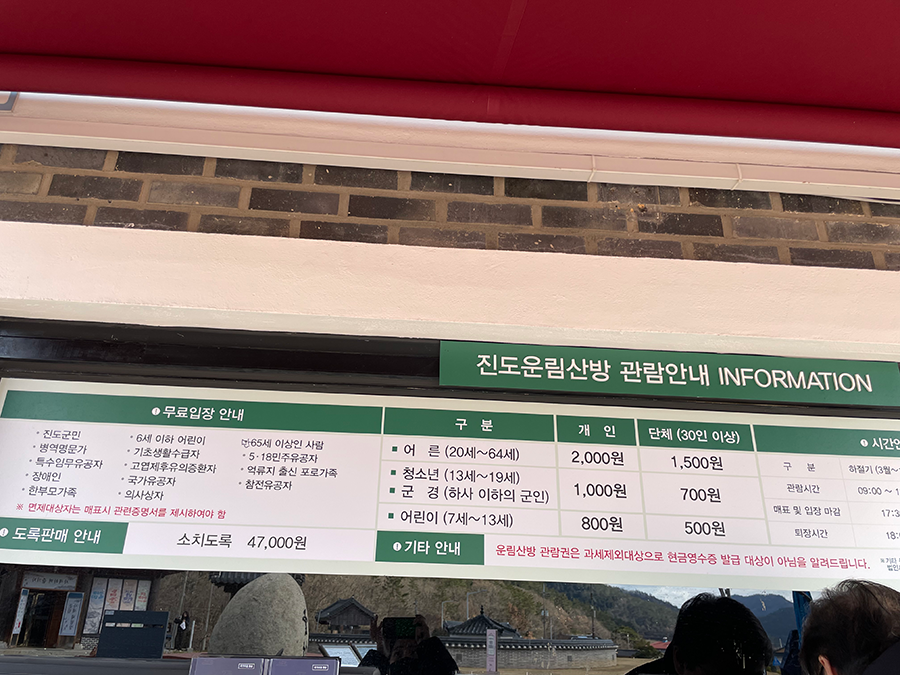 진도운림산방 관람안내 INFORMATION
무료입장 안내
진도군민
병역명문가
특수임무유공자
장애인
한부모가족
6세 이하 어린이
기초생활수급자
고엽제후유의증환자
국가유공자
의사상자
65세 이상인 사람
5·18민주유공자
억류지 출신 포로가족
참전유공자
※ 면제대상자는 매표시 관련증명서를 제시하여야 함
도록판매 안내
소치도록 47,000원
구 분 개 인 단체 (30인 이상)
어 른 (20세~64세) 2,000원 1,500원
청소년 (13세~19세)
군 경 (하사 이하의 군인) 1,000원 700원
어린이 (7세~13세) 800원 500원
기타 안내
운림산방 관람권은 과세제외대상으로 현금영수증 발급 대상이 아님을 알려드립니다.
시간안
구 분 하절기 (3월~
관람시간 09:00 ~ 1
매표 및 입장 마감 17:3
퇴장시간 18:0